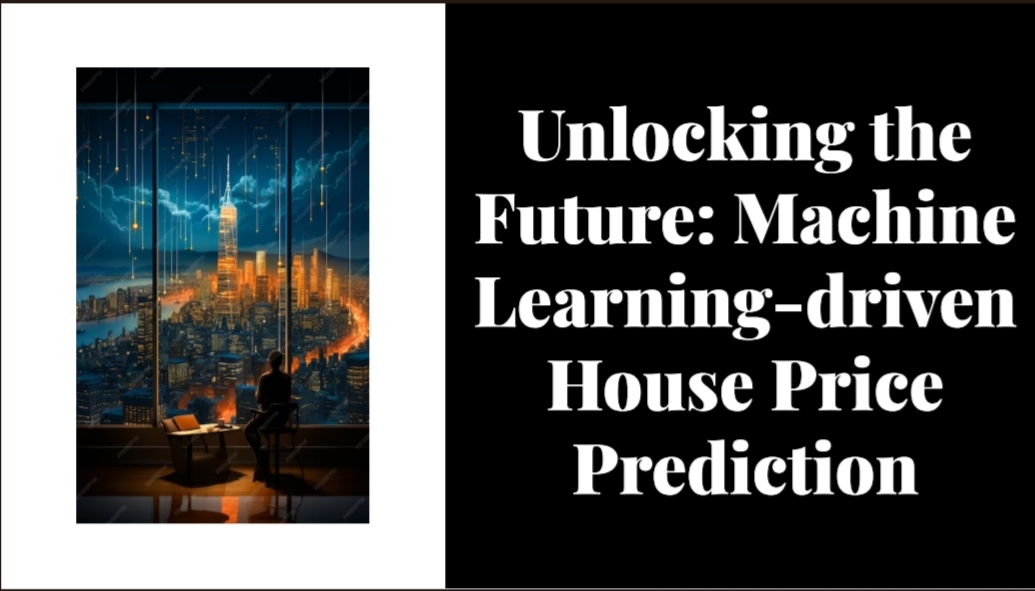 Unlocking the
Future: Machine
Learning-driven
House Price
Prediction